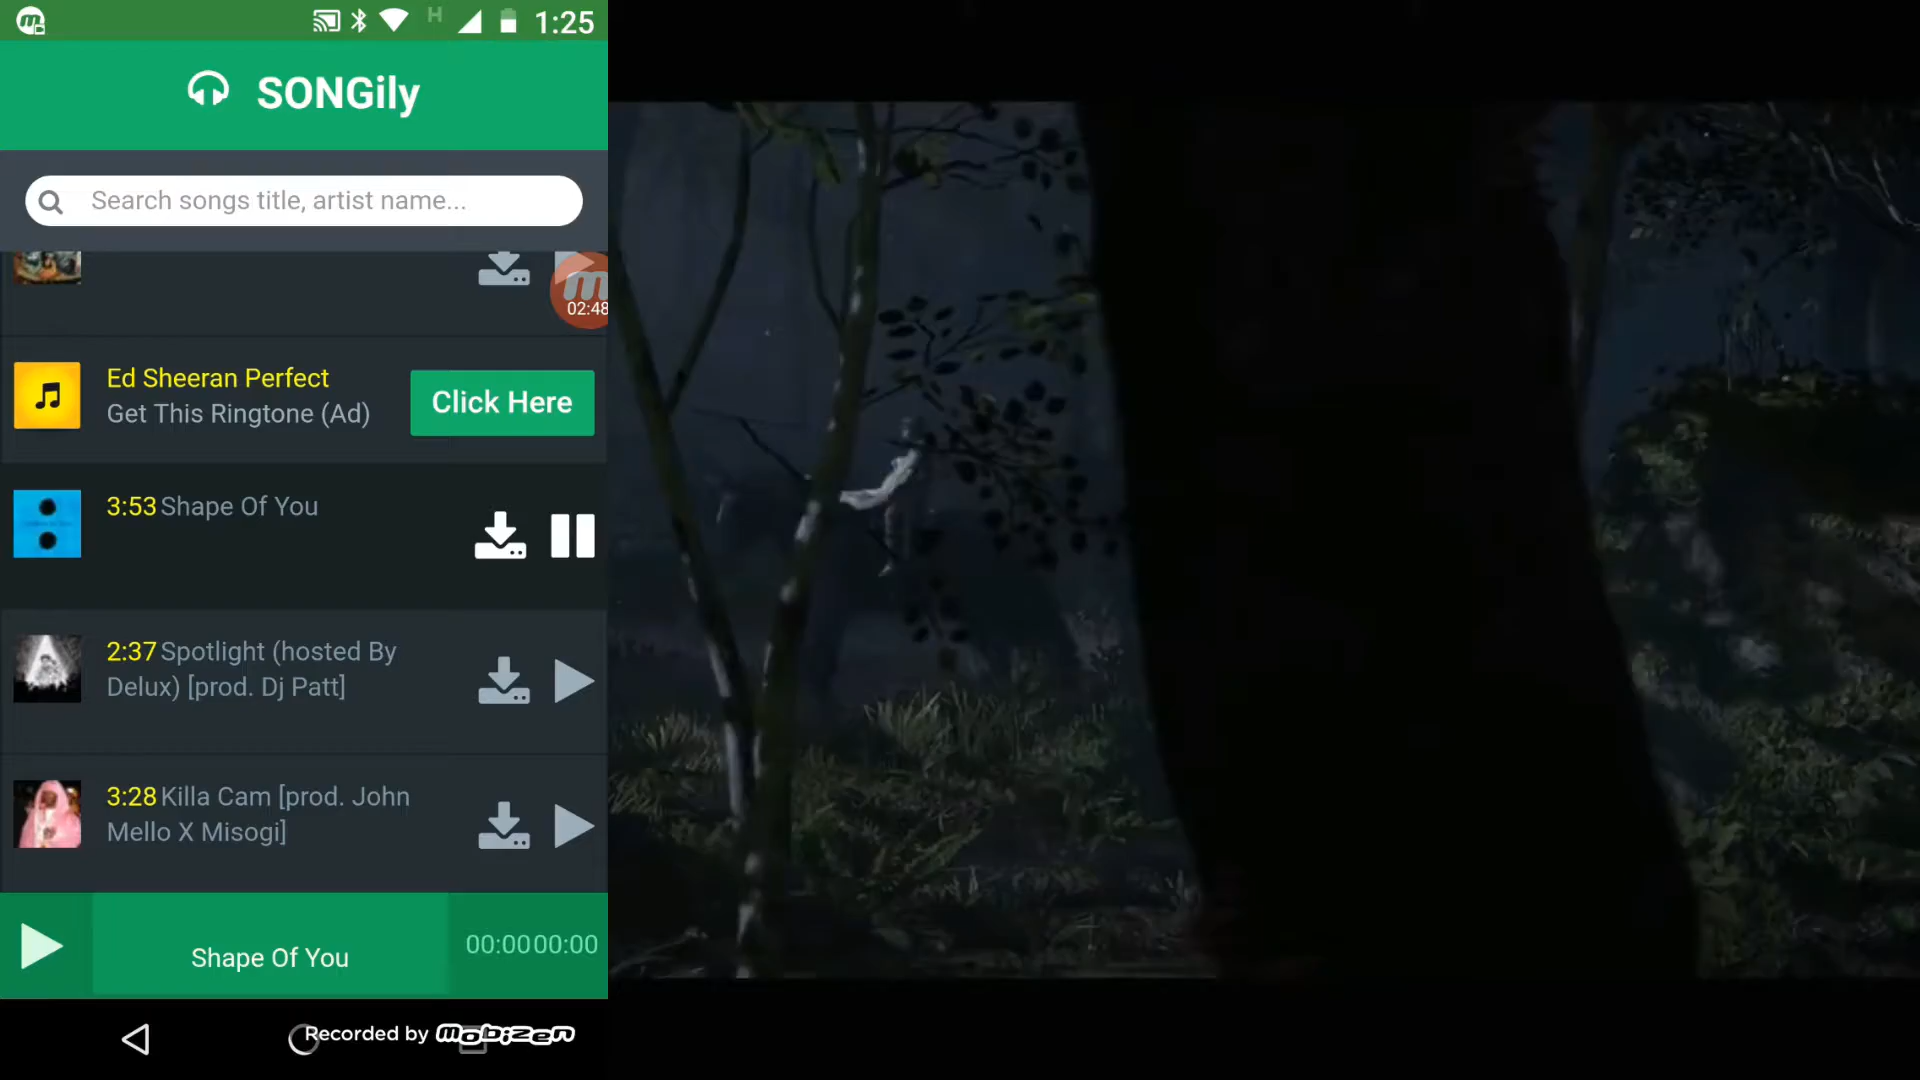 H 1:25
SONGily
Search songs title, artist name...
02:48
Ed Sheeran Perfect
Get This Ringtone (Ad)
Click Here
3:53 Shape Of You
2:37 Spotlight (hosted By
Delux) [prod. Dj Patt]
3:28 Killa Cam [prod. John
Mello X Misogi]
Shape Of You
00:00 00:00
Recorded by mobizen